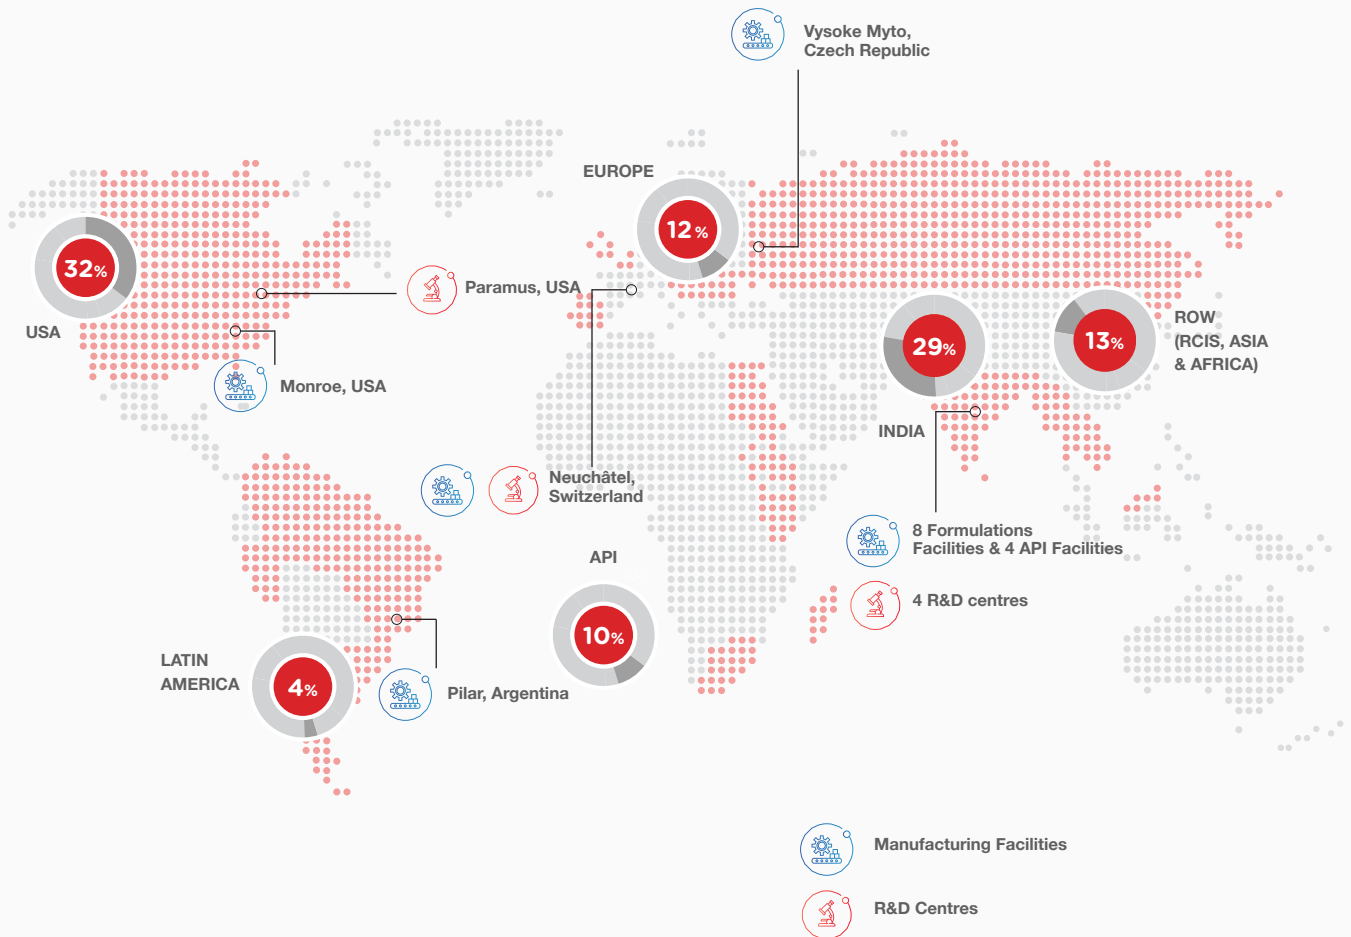 Vysoke Myto,
Czech Republic
EUROPE
12%
32%
USA
Paramus, USA
Monroe, USA
29%
INDIA
13%
ROW
(RCIS, ASIA
& AFRICA)
Neuchâtel,
Switzerland
8 Formulations
Facilities & 4 API Facilities
4 R&D centres
API
10%
LATIN
AMERICA
4%
Pilar, Argentina
Manufacturing Facilities
R&D Centres